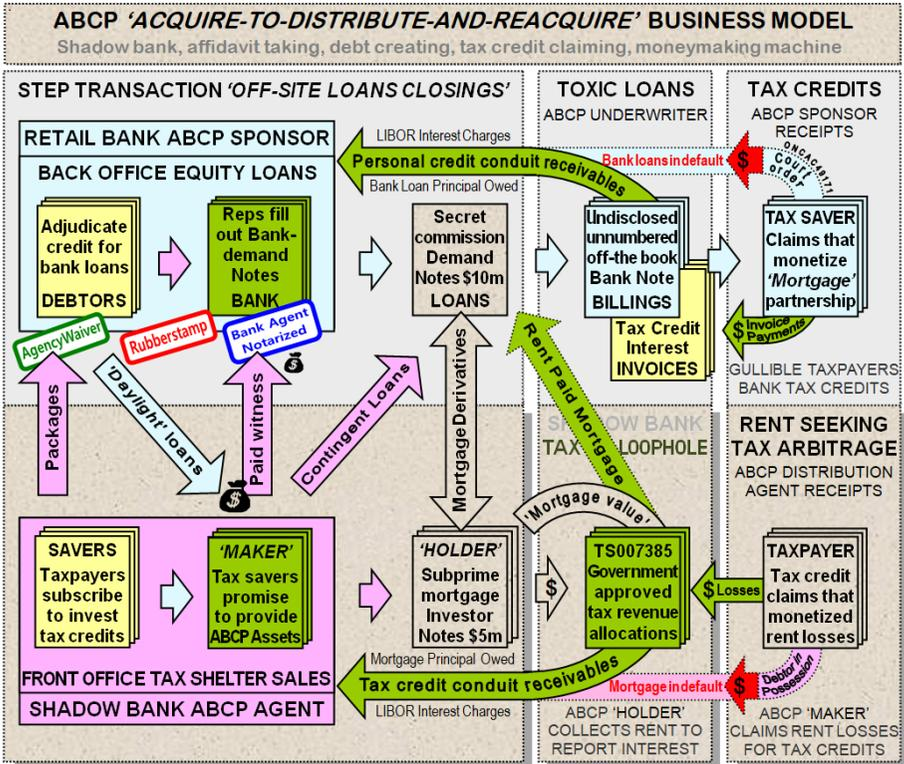 ABCP 'ACQUIRE-TO-DISTRIBUTE-AND-REACQUIRE' BUSINESS MODEL
Shadow bank, affidavit taking, debt creating, tax credit claiming, moneymaking machine
STEP TRANSACTION 'OFF-SITE LOANS CLOSINGS'
RETAIL BANK ABCP SPONSOR
BACK OFFICE EQUITY LOANS
Adjudicate
credit for
bank loans
DEBTORS
Reps fill
out Bank-
demand
Notes
BANK
LIBOR Interest Charges
Personal credit conduit receivables
Bank Loan Principal Owed
Secret
commission
Demand
Notes $10m
LOANS
TOXIC LOANS
ABCP UNDERWRITER
Bank loans in default
$
Undisclosed
unnumbered
off-the book
Bank Note
BILLINGS
Tax Credit
Interest
INVOICES
TAX CREDITS
ABCP SPONSOR
RECEIPTS
ONCAC#49171
Court
order
TAX SAVER
Claims that
monetize
'Mortgage'
partnership
$ Invoice
Payments
GULLIBLE TAXPAYERS
BANK TAX CREDITS
AgencyWaiver
Rubberstamp
Bank Agent
Notarized
$
Packages
'Daylight' loans
$
Paid witness
Contingent Loans
Mortgage Derivatives
Rent Paid Mortgage
SHADOW BANK
TAX LOOPHOLE
'Mortgage value'
RENT SEEKING
TAX ARBITRAGE
ABCP DISTRIBUTION
AGENT RECEIPTS
SAVERS
Taxpayers
subscribe
to invest
tax credits
'MAKER'
Tax savers
promise
to provide
ABCP Assets
'HOLDER'
Subprime
mortgage
Investor
Notes $5m
$
TS007385
Government
approved
tax revenue
allocations
$ Losses
TAXPAYER
Tax credit
claims that
monetized
rent losses
FRONT OFFICE TAX SHELTER SALES
SHADOW BANK ABCP AGENT
Mortgage Principal Owed
Tax credit conduit receivables
LIBOR Interest Charges
Mortgage in default
$
Debtor in
Possession
ABCP 'HOLDER'
COLLECTS RENT TO
REPORT INTEREST
ABCP 'MAKER'
CLAIMS RENT LOSSES
FOR TAX CREDITS